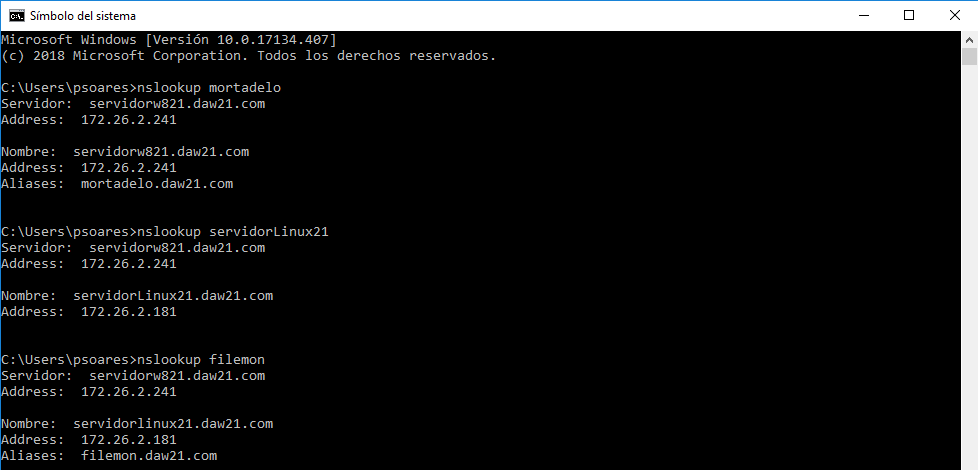 Símbolo del sistema
Microsoft Windows [Versión 10.0.17134.407]
(c) 2018 Microsoft Corporation. Todos los derechos reservados.
C:\Users\psoares>nslookup mortadelo
Servidor:  servidorw821.daw21.com
Address:  172.26.2.241
Nombre:  servidorw821.daw21.com
Address:  172.26.2.241
Aliases:  mortadelo.daw21.com
C:\Users\psoares>nslookup servidorLinux21
Servidor:  servidorw821.daw21.com
Address:  172.26.2.241
Nombre:  servidorLinux21.daw21.com
Address:  172.26.2.181
C:\Users\psoares>nslookup filemon
Servidor:  servidorw821.daw21.com
Address:  172.26.2.241
Nombre:  servidorlinux21.daw21.com
Address:  172.26.2.181
Aliases:  filemon.daw21.com